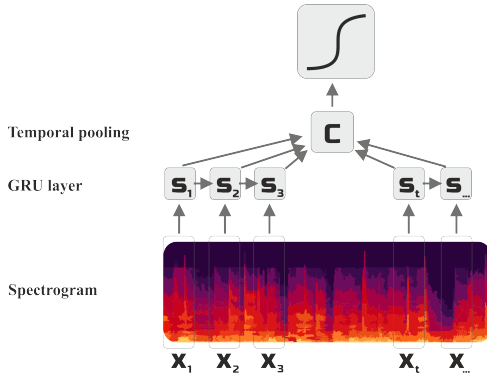 C
Temporal pooling
GRU layer
S1 S2 S3 St S...
Spectrogram
X1 X2 X3 Xt X...